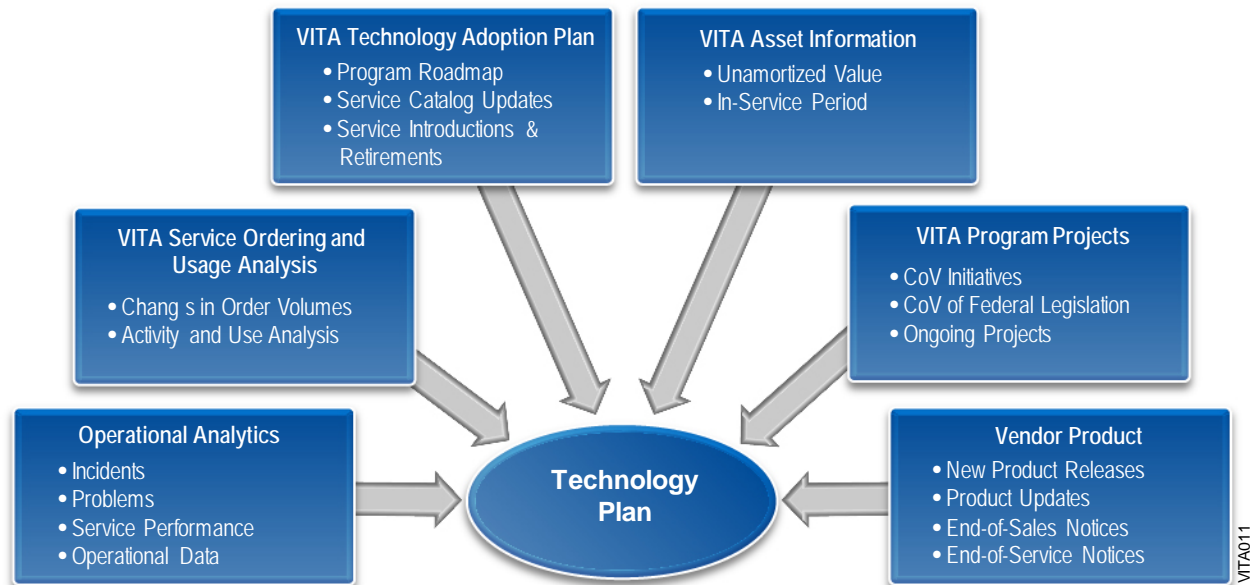 VITA Technology Adoption Plan
• Program Roadmap
• Service Catalog Updates
• Service Introductions &
Retirements
VITA Asset Information
• Unamortized Value
• In-Service Period
VITA Service Ordering and
Usage Analysis
• Chang s in Order Volumes
• Activity and Use Analysis
VITA Program Projects
• CoV Initiatives
• CoV of Federal Legislation
• Ongoing Projects
Operational Analytics
• Incidents
• Problems
• Service Performance
• Operational Data
Technology
Plan
Vendor Product
• New Product Releases
• Product Updates
• End-of-Sales Notices
• End-of-Service Notices
VITA011